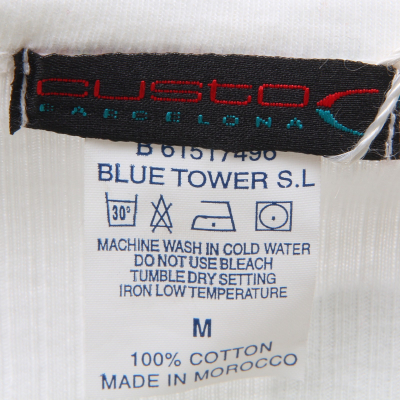 custo
BARCELONA
B 61517496
BLUE TOWER S.L
30°
MACHINE WASH IN COLD WATER
DO NOT USE BLEACH
TUMBLE DRY SETTING
IRON LOW TEMPERATURE
M
100% COTTON
MADE IN MOROCCO